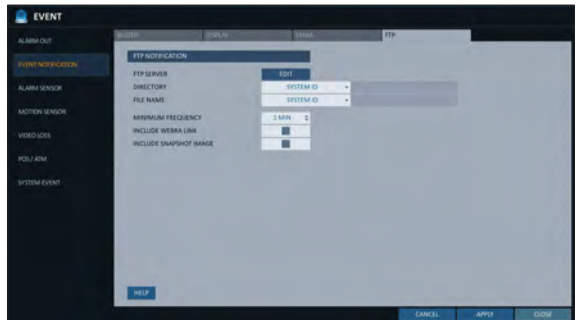 EVENT
ALARM OUT
EVENT NOTIFICATION
ALARM SENSOR
MOTION SENSOR
VIDEO LOSS
POS / ATM
SYSTEM EVENT
BUZZER DISPLAY EMAIL FTP
FTP NOTIFICATION
FTP SERVER EDIT
DIRECTORY SYSTEM ID
FILE NAME SYSTEM ID
MINIMUM FREQUENCY 1 MIN
INCLUDE WEBRA LINK
INCLUDE SNAPSHOT IMAGE
HELP
CANCEL APPLY CLOSE